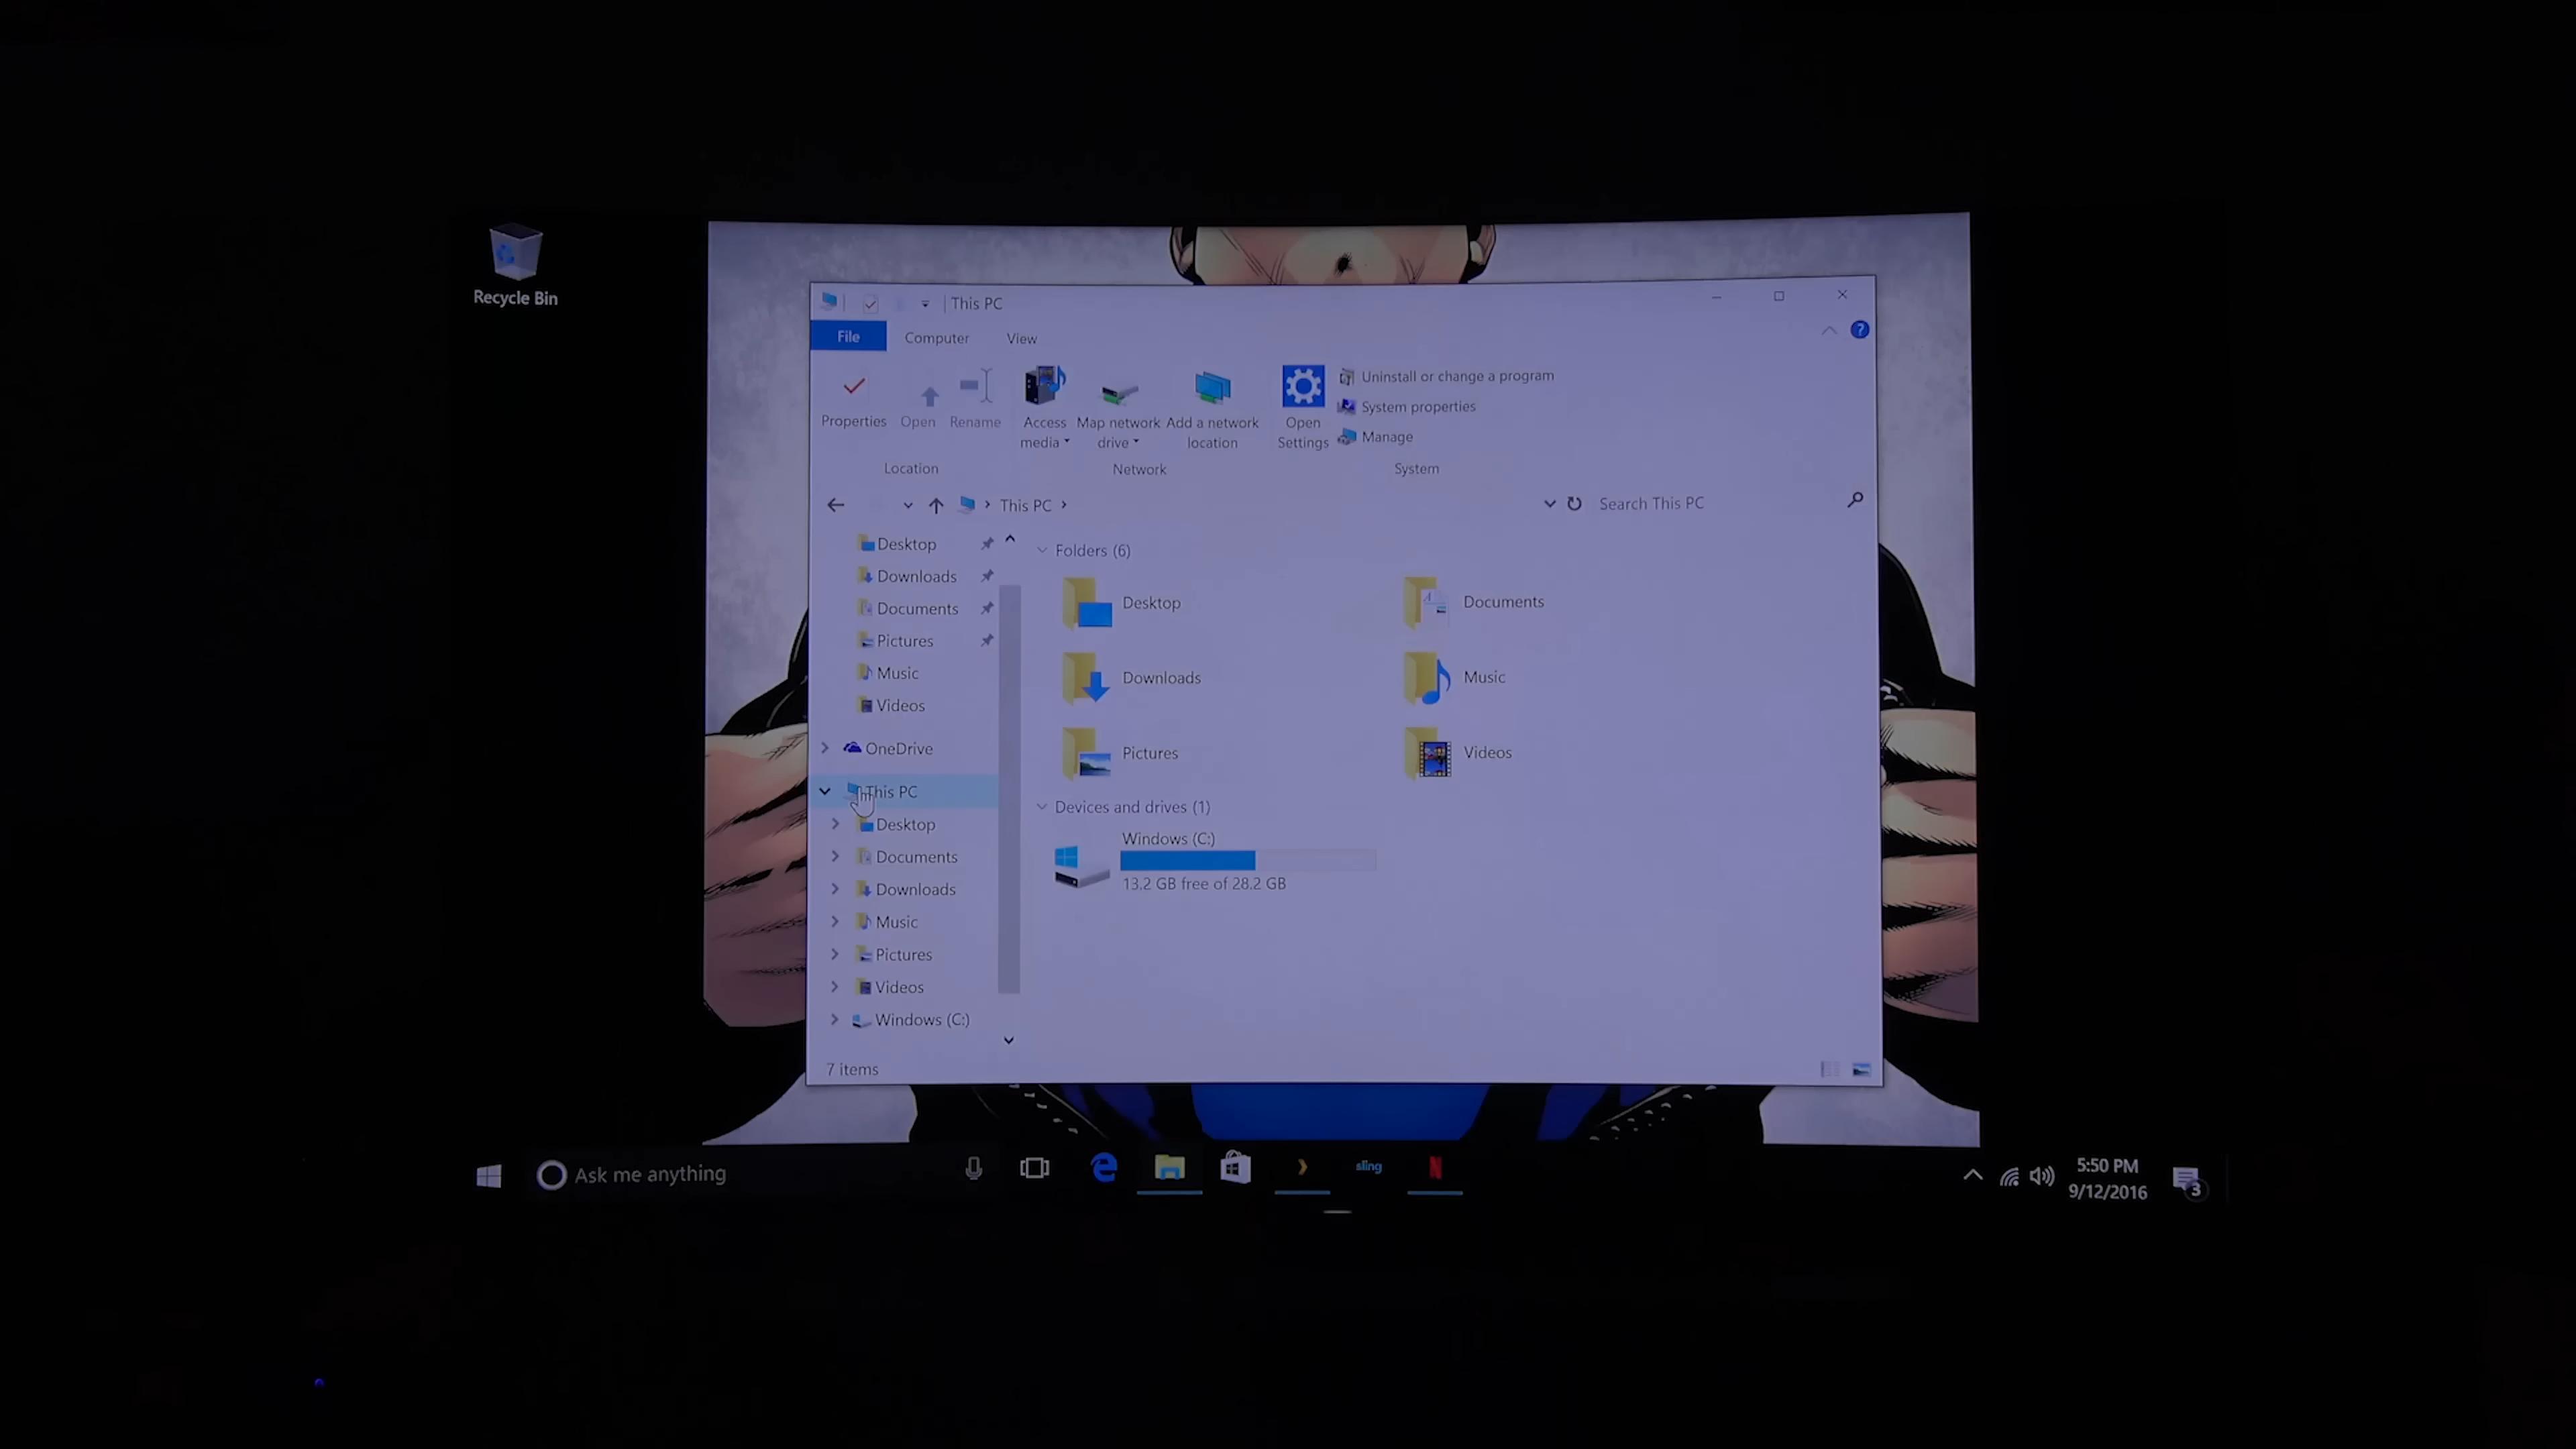 Recycle Bin
This PC
File
Computer
View
Properties
Open
Rename
Access
media
Map network
drive
Add a network
location
Open
Settings
Uninstall or change a program
System properties
Manage
Location
Network
System
This PC
Search This PC
Desktop
Downloads
Documents
Pictures
Music
Videos
OneDrive
This PC
Desktop
Documents
Downloads
Music
Pictures
Videos
Windows (C:)
Folders (6)
Desktop
Documents
Downloads
Music
Pictures
Videos
Devices and drives (1)
Windows (C:)
13.2 GB free of 28.2 GB
7 items
Ask me anything
sling
N
5:50 PM
9/12/2016
3